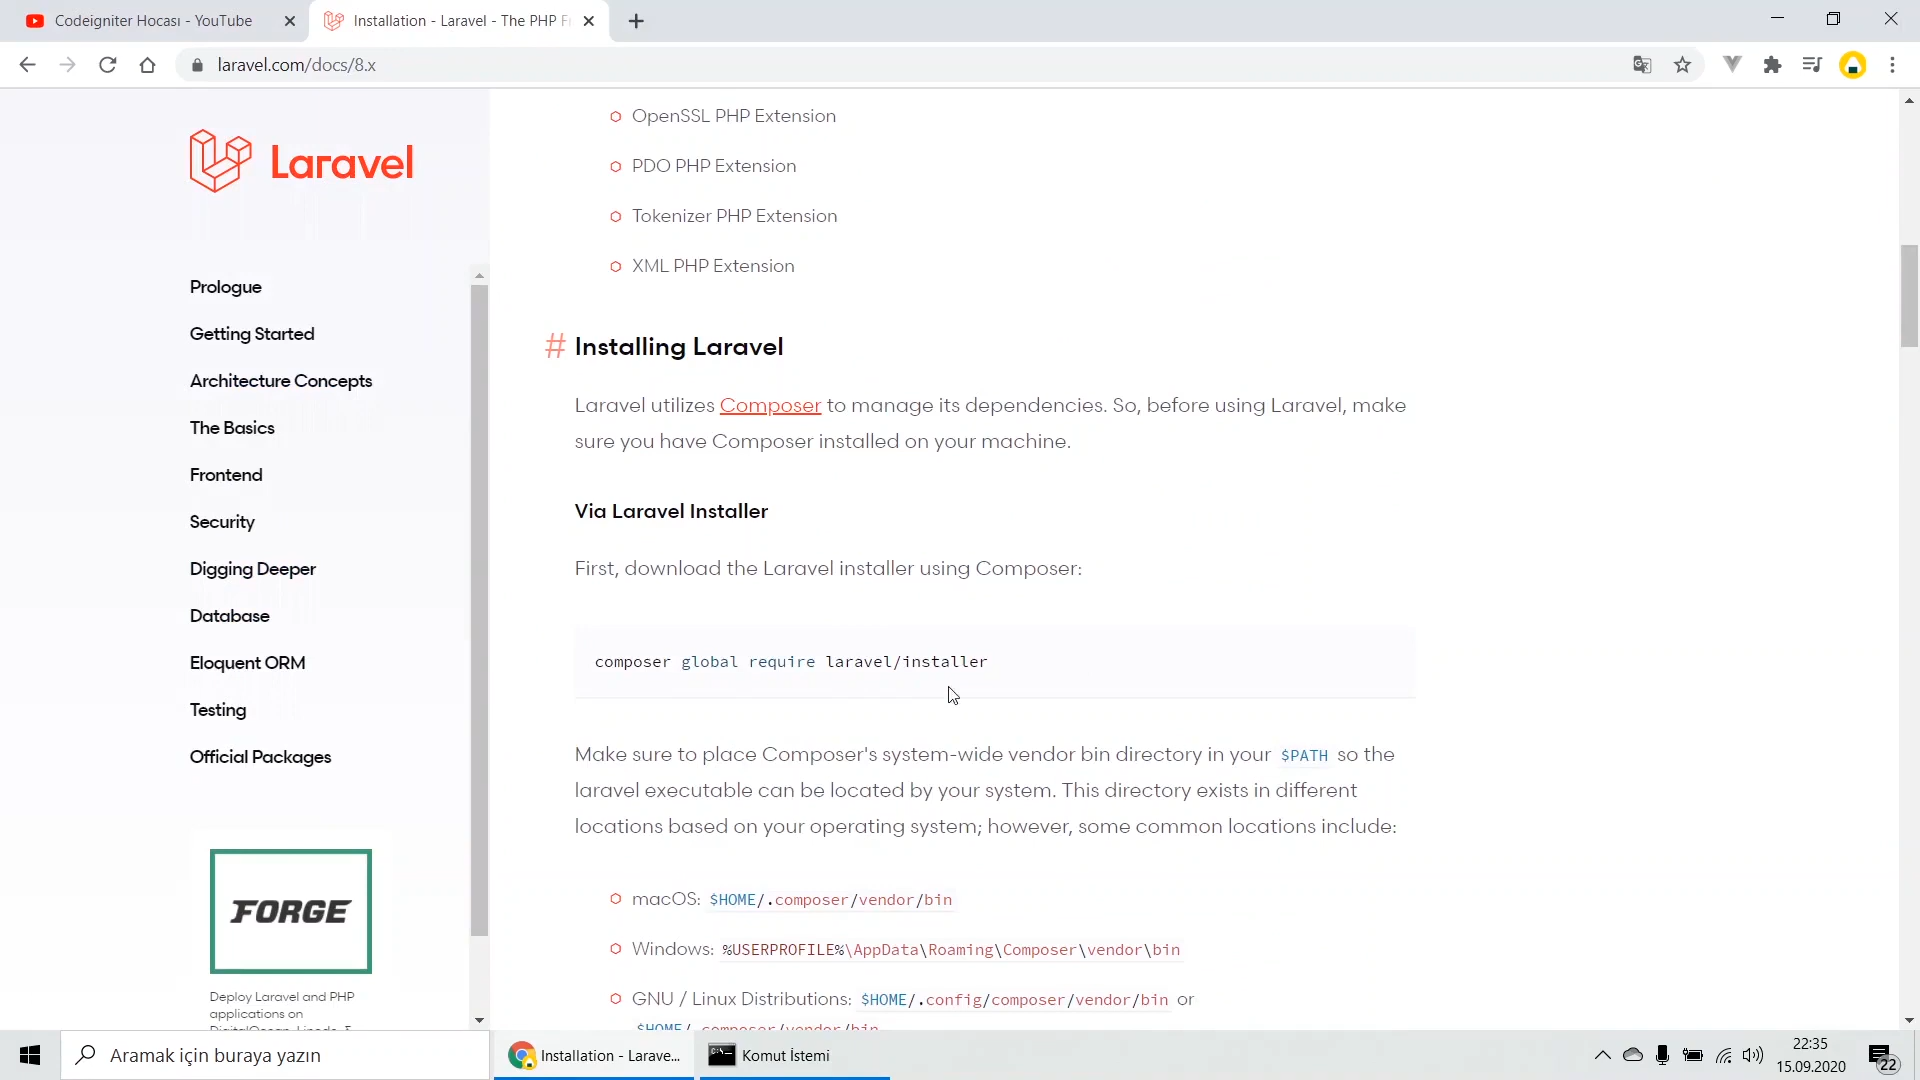 Codeigniter Hocası - YouTube
Installation - Laravel - The PHP F
laravel.com/docs/8.x
Laravel
Prologue
Getting Started
Architecture Concepts
The Basics
Frontend
Security
Digging Deeper
Database
Eloquent ORM
Testing
Official Packages
FORGE
Deploy Laravel and PHP
applications on
DigitalOcean, Linode, &
OpenSSL PHP Extension
PDO PHP Extension
Tokenizer PHP Extension
XML PHP Extension
# Installing Laravel
Laravel utilizes Composer to manage its dependencies. So, before using Laravel, make
sure you have Composer installed on your machine.
Via Laravel Installer
First, download the Laravel installer using Composer:
composer global require laravel/installer
Make sure to place Composer's system-wide vendor bin directory in your $PATH so the
laravel executable can be located by your system. This directory exists in different
locations based on your operating system; however, some common locations include:
macOS: $HOME/.composer/vendor/bin
Windows: %USERPROFILE%\AppData\Roaming\Composer\vendor\bin
GNU / Linux Distributions: $HOME/.config/composer/vendor/bin or
$HOME/.composer/vendor/bin
Aramak için buraya yazın
Installation - Larave...
Komut İstemi
22:35
15.09.2020
22